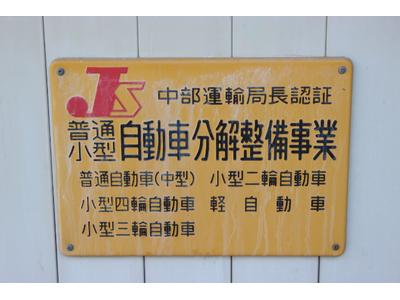 JS 中部運輸局長認証
普通
小型 自動車分解整備事業
普通自動車(中型) 小型二輪自動車
小型四輪自動車 軽自動車
小型三輪自動車